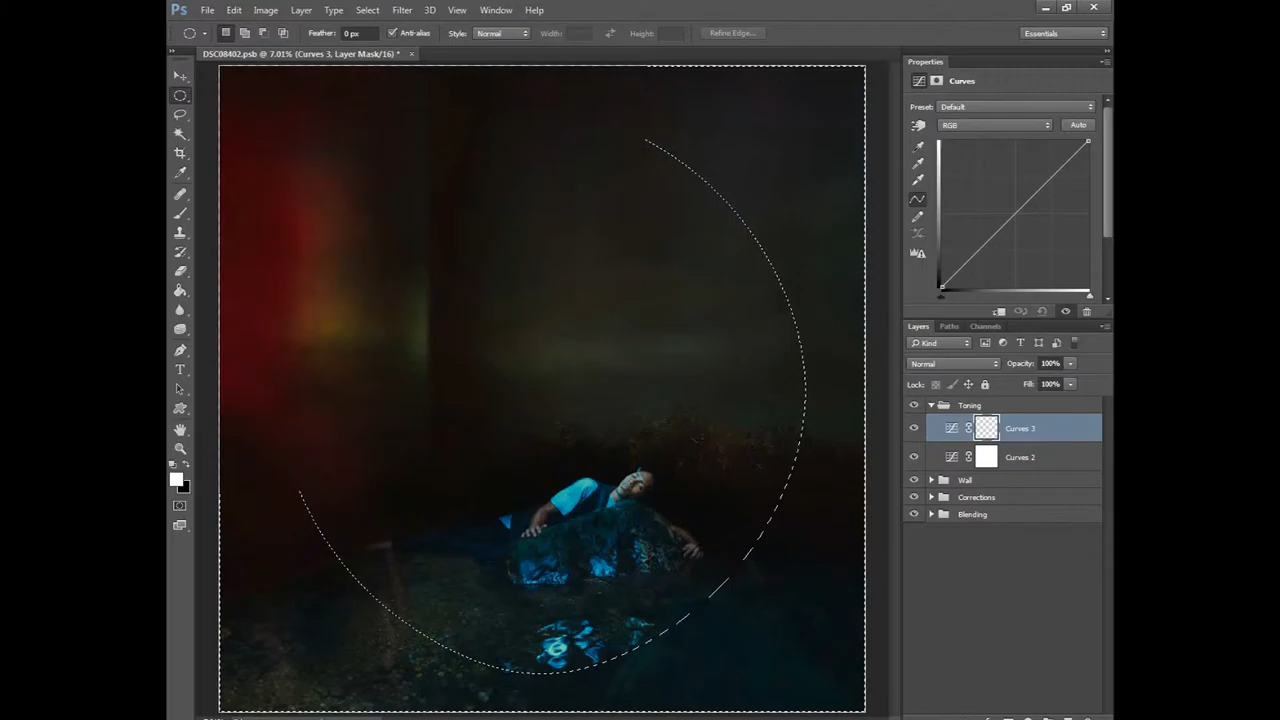 Ps File Edit Image Layer Type Select Filter 3D View Window Help
Feather: 0 px Anti-alias Style: Normal Width: Height: Refine Edge... Essentials
DSC08402.psb @ 7.01% (Curves 3, Layer Mask/16) *
Properties
Curves
Preset: Default
RGB Auto
Layers Paths Channels
Kind
Normal Opacity: 100%
Lock: Fill: 100%
Toning
Curves 3
Curves 2
Wall
Corrections
Blending